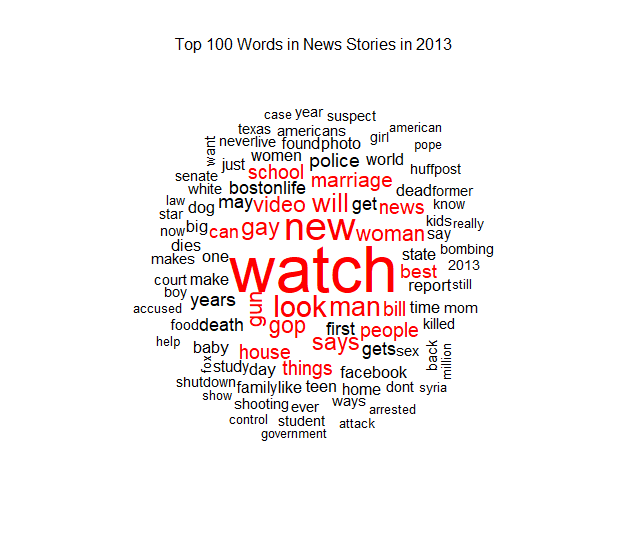 Top 100 Words in News Stories in 2013
case year suspect
texas americans girl american
want never live found photo pope
just women police world
senate school marriage huffpost
white boston life dead former
law may video will get news know
star dog kids really
now big can gay new woman say
dies
makes one watch state bombing
best 2013
court make report still
boy years gun look man bill time mom
accused
food death gop first people killed
help baby house says gets sex back million
fox study day things facebook
shutdown family like teen home dont syria
show
shooting ever ways arrested
control student attack
government